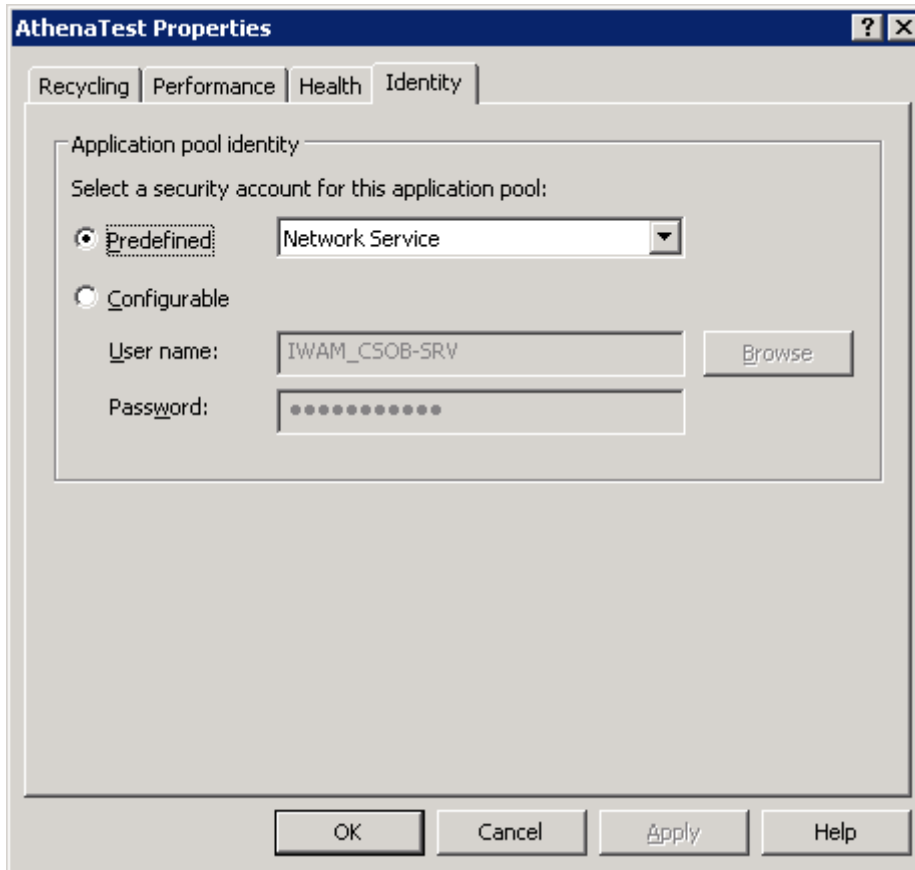 AthenaTest Properties
Recycling Performance Health Identity
Application pool identity
Select a security account for this application pool:
Predefined Network Service
Configurable
User name: IWAM_CSOB-SRV Browse
Password: ●●●●●●●●●●●
OK Cancel Apply Help